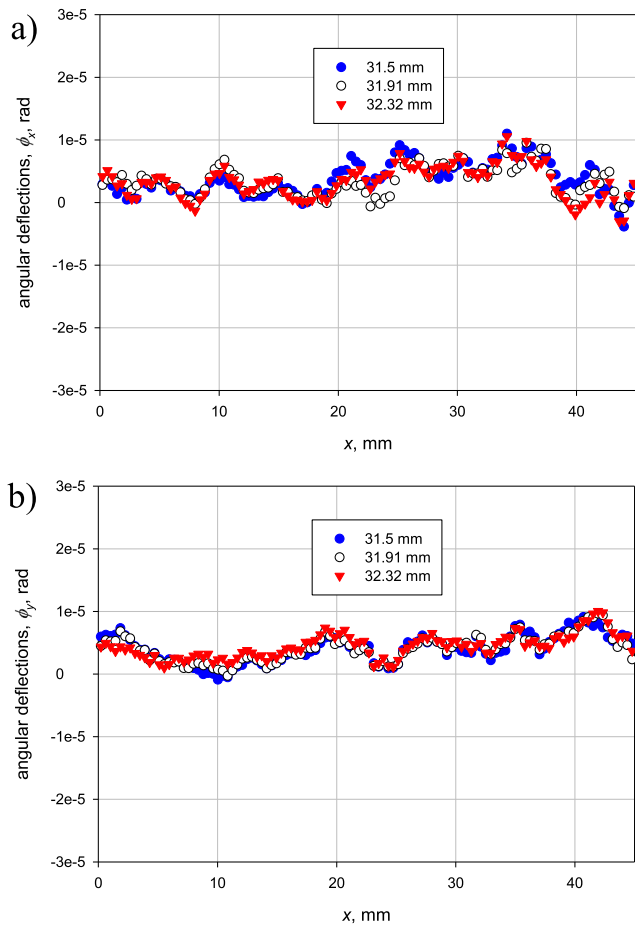 a)
3e-5
2e-5
1e-5
0
-1e-5
-2e-5
-3e-5
angular deflections, ϕx, rad
31.5 mm
31.91 mm
32.32 mm
0 10 20 30 40
x, mm
b)
3e-5
2e-5
1e-5
0
-1e-5
-2e-5
-3e-5
angular deflections, ϕy, rad
31.5 mm
31.91 mm
32.32 mm
0 10 20 30 40
x, mm